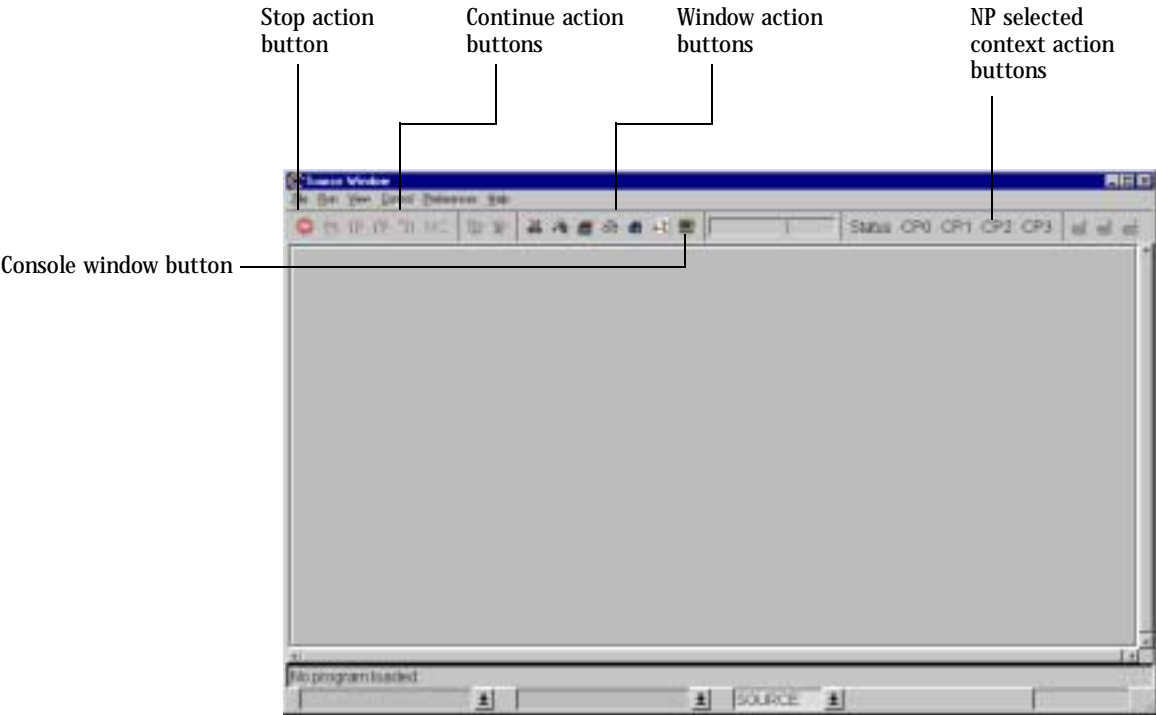 Stop action
button
Continue action
buttons
Window action
buttons
NP selected
context action
buttons
Source Window
File Run View Control Preferences Help
Status CP0 CP1 CP2 CP3
Console window button
No program loaded
SOURCE